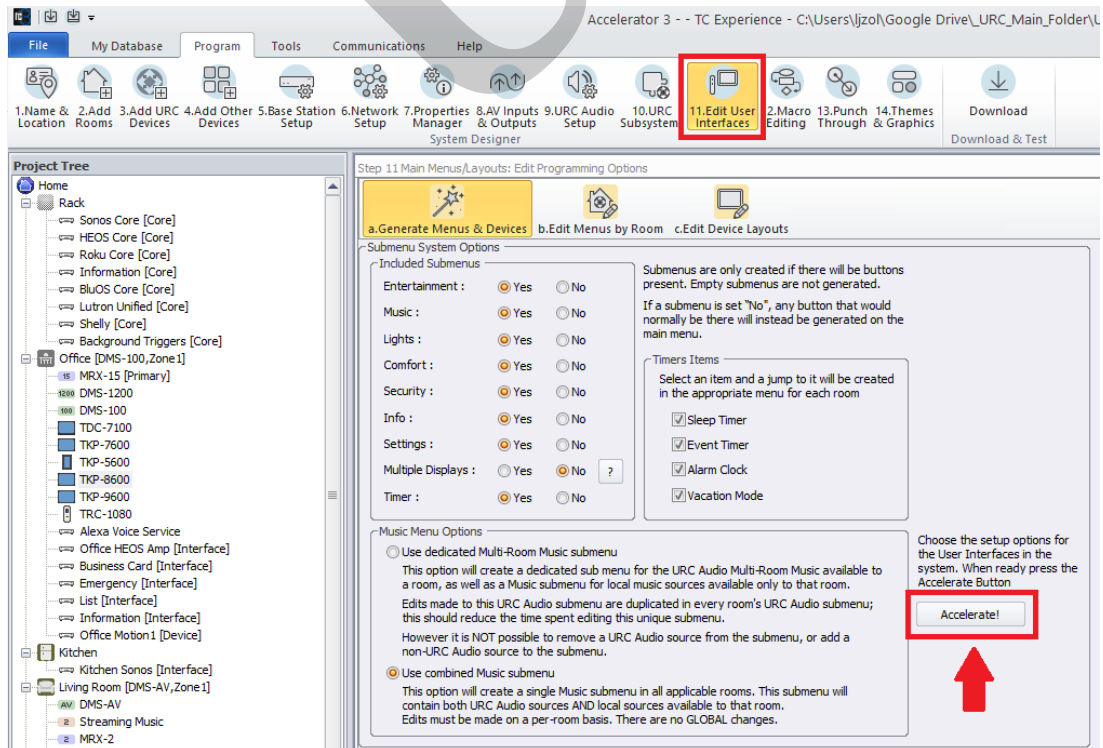 TC
Accelerator 3 - - TC Experience - C:\Users\ljzol\Google Drive\_URC_Main_Folder\U
File My Database Program Tools Communications Help
1.Name & Location
2.Add Rooms
3.Add URC Devices
4.Add Other Devices
5.Base Station Setup
6.Network Setup
7.Properties Manager
8.AV Inputs & Outputs
9.URC Audio Setup
10.URC Subsystem
11.Edit User Interfaces
2.Macro Editing
13.Punch Through
14.Themes & Graphics
Download
System Designer
Download & Test
Project Tree
Home
Rack
Sonos Core [Core]
HEOS Core [Core]
Roku Core [Core]
Information [Core]
BluOS Core [Core]
Lutron Unified [Core]
Shelly [Core]
Background Triggers [Core]
Office [DMS-100,Zone1]
15 MRX-15 [Primary]
1200 DMS-1200
100 DMS-100
TDC-7100
TKP-7600
TKP-5600
TKP-8600
TKP-9600
TRC-1080
Alexa Voice Service
Office HEOS Amp [Interface]
Business Card [Interface]
Emergency [Interface]
List [Interface]
Information [Interface]
Office Motion1 [Device]
Kitchen
Kitchen Sonos [Interface]
Living Room [DMS-AV,Zone1]
AV DMS-AV
2 Streaming Music
2 MRX-2
Step 11 Main Menus/Layouts: Edit Programming Options
a.Generate Menus & Devices
b.Edit Menus by Room
c.Edit Device Layouts
Submenu System Options
Included Submenus
Entertainment : Yes No
Music : Yes No
Lights : Yes No
Comfort : Yes No
Security : Yes No
Info : Yes No
Settings : Yes No
Multiple Displays : Yes No ?
Timer : Yes No
Submenus are only created if there will be buttons
present. Empty submenus are not generated.
If a submenu is set "No", any button that would
normally be there will instead be generated on the
main menu.
Timers Items
Select an item and a jump to it will be created
in the appropriate menu for each room
Sleep Timer
Event Timer
Alarm Clock
Vacation Mode
Music Menu Options
Use dedicated Multi-Room Music submenu
This option will create a dedicated sub menu for the URC Audio Multi-Room Music available to
a room, as well as a Music submenu for local music sources available only to that room.
Edits made to this URC Audio submenu are duplicated in every room's URC Audio submenu;
this should reduce the time spent editing this unique submenu.
However it is NOT possible to remove a URC Audio source from the submenu, or add a
non-URC Audio source to the submenu.
Use combined Music submenu
This option will create a single Music submenu in all applicable rooms. This submenu will
contain both URC Audio sources AND local sources available to that room.
Edits must be made on a per-room basis. There are no GLOBAL changes.
Choose the setup options for
the User Interfaces in the
system. When ready press the
Accelerate Button
Accelerate!